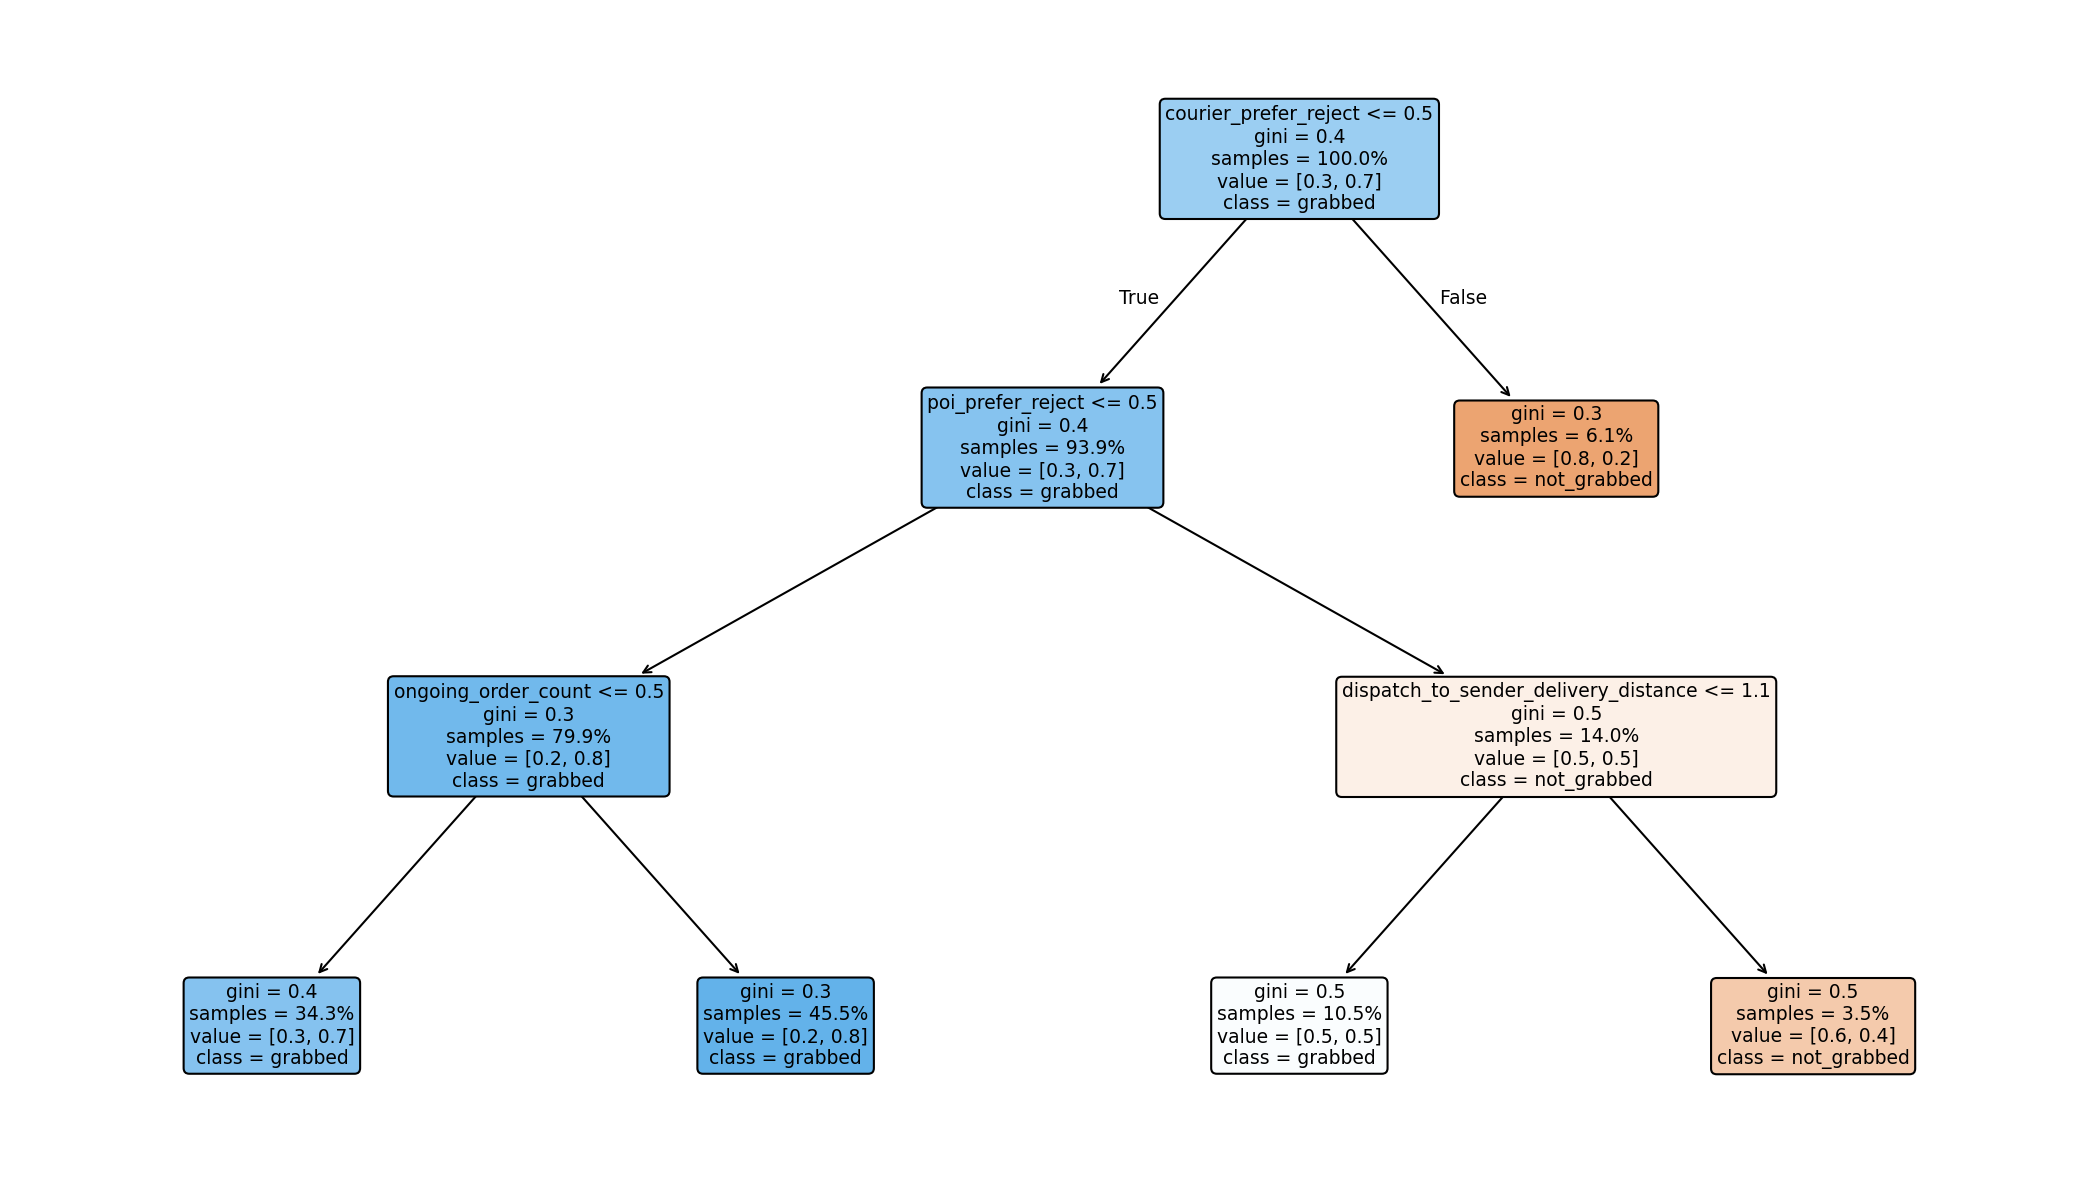 courier_prefer_reject <= 0.5
gini = 0.4
samples = 100.0%
value = [0.3, 0.7]
class = grabbed
True
False
poi_prefer_reject <= 0.5
gini = 0.4
samples = 93.9%
value = [0.3, 0.7]
class = grabbed
gini = 0.3
samples = 6.1%
value = [0.8, 0.2]
class = not_grabbed
ongoing_order_count <= 0.5
gini = 0.3
samples = 79.9%
value = [0.2, 0.8]
class = grabbed
dispatch_to_sender_delivery_distance <= 1.1
gini = 0.5
samples = 14.0%
value = [0.5, 0.5]
class = not_grabbed
gini = 0.4
samples = 34.3%
value = [0.3, 0.7]
class = grabbed
gini = 0.3
samples = 45.5%
value = [0.2, 0.8]
class = grabbed
gini = 0.5
samples = 10.5%
value = [0.5, 0.5]
class = grabbed
gini = 0.5
samples = 3.5%
value = [0.6, 0.4]
class = not_grabbed